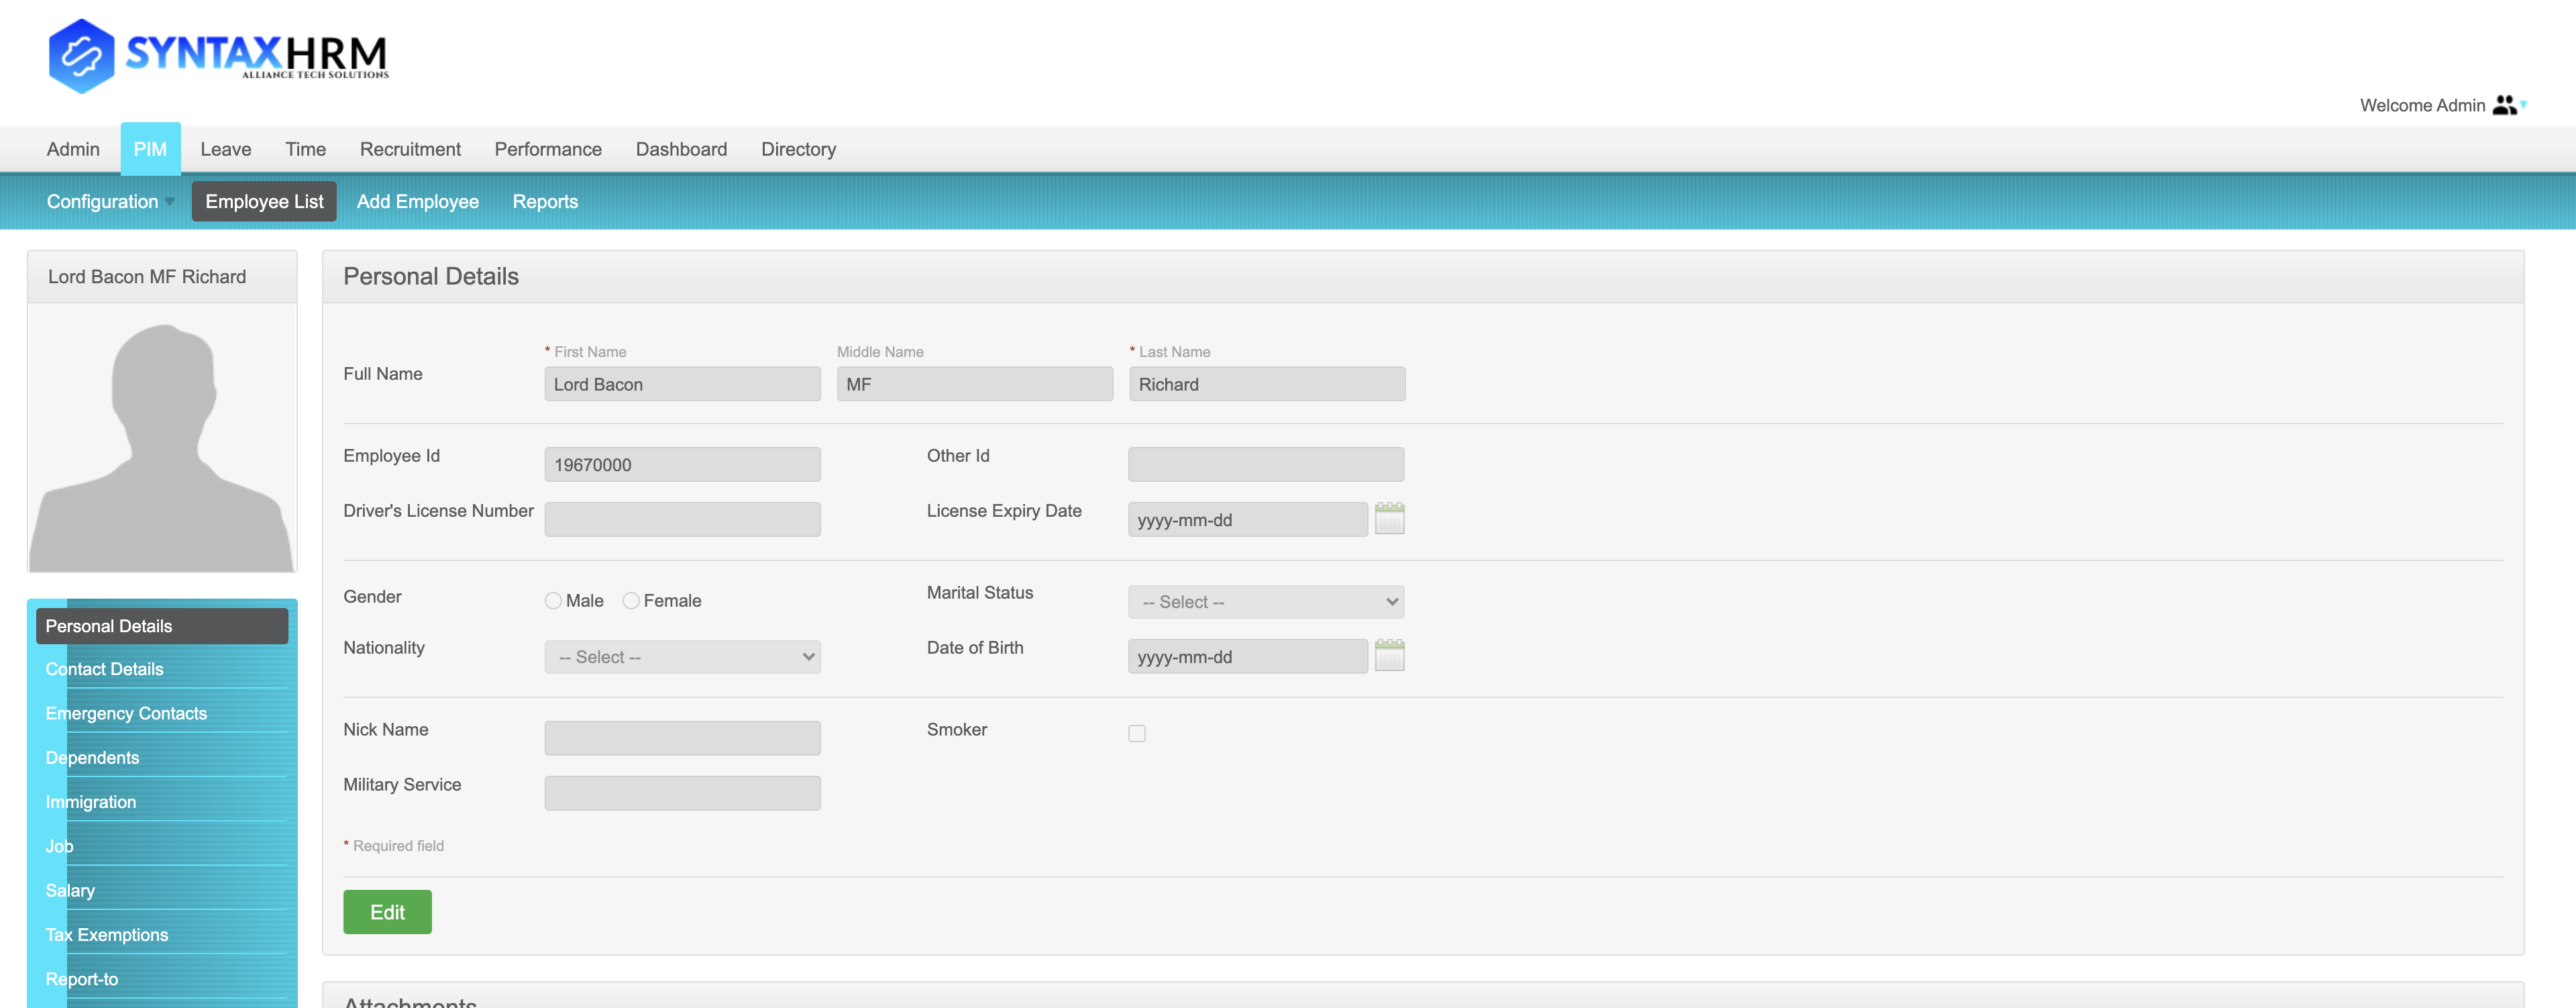 SYNTAXHRM
ALLIANCE TECH SOLUTIONS
Welcome Admin
Admin PIM Leave Time Recruitment Performance Dashboard Directory
Configuration Employee List Add Employee Reports
Lord Bacon MF Richard
Personal Details
Contact Details
Emergency Contacts
Dependents
Immigration
Job
Salary
Tax Exemptions
Report-to
Personal Details
* First Name Middle Name * Last Name
Full Name Lord Bacon MF Richard
Employee Id 19670000 Other Id
Driver's License Number License Expiry Date yyyy-mm-dd
Gender Male Female Marital Status -- Select --
Nationality -- Select -- Date of Birth yyyy-mm-dd
Nick Name Smoker
Military Service
* Required field
Edit
Attachments